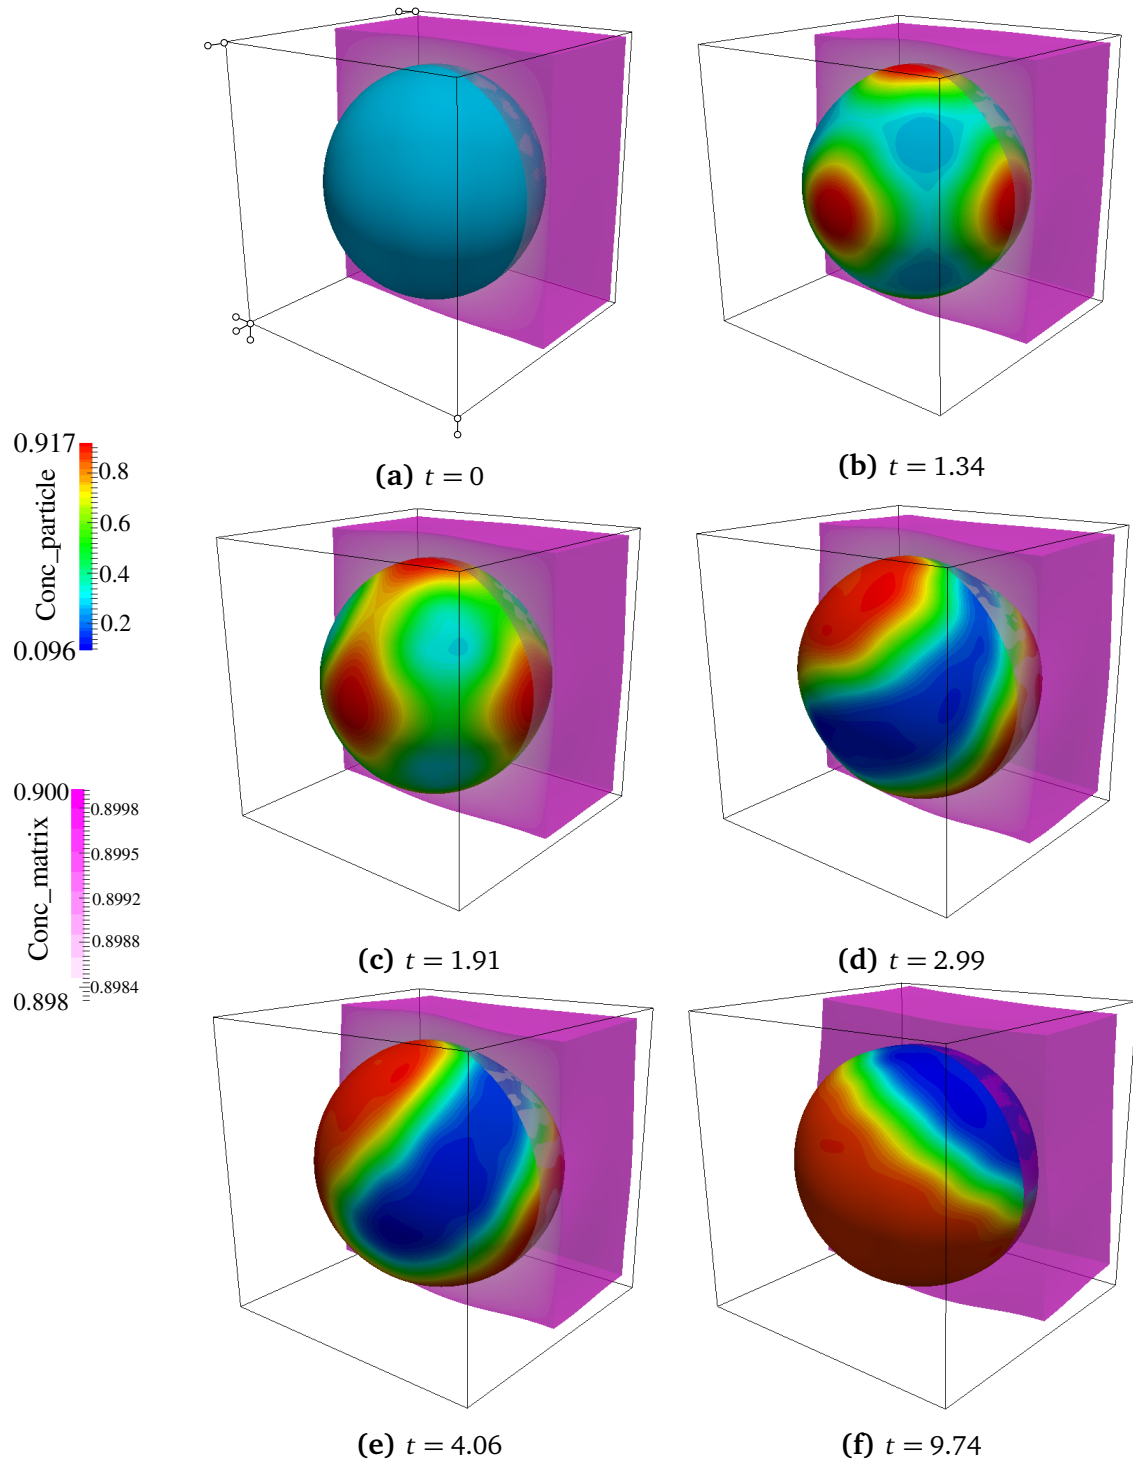 (a) t = 0
(b) t = 1.34
0.917
0.8
0.6
0.4
0.2
0.096
Conc_particle
(c) t = 1.91
(d) t = 2.99
0.900
0.8998
0.8995
0.8992
0.8988
0.8984
0.898
Conc_matrix
(e) t = 4.06
(f) t = 9.74